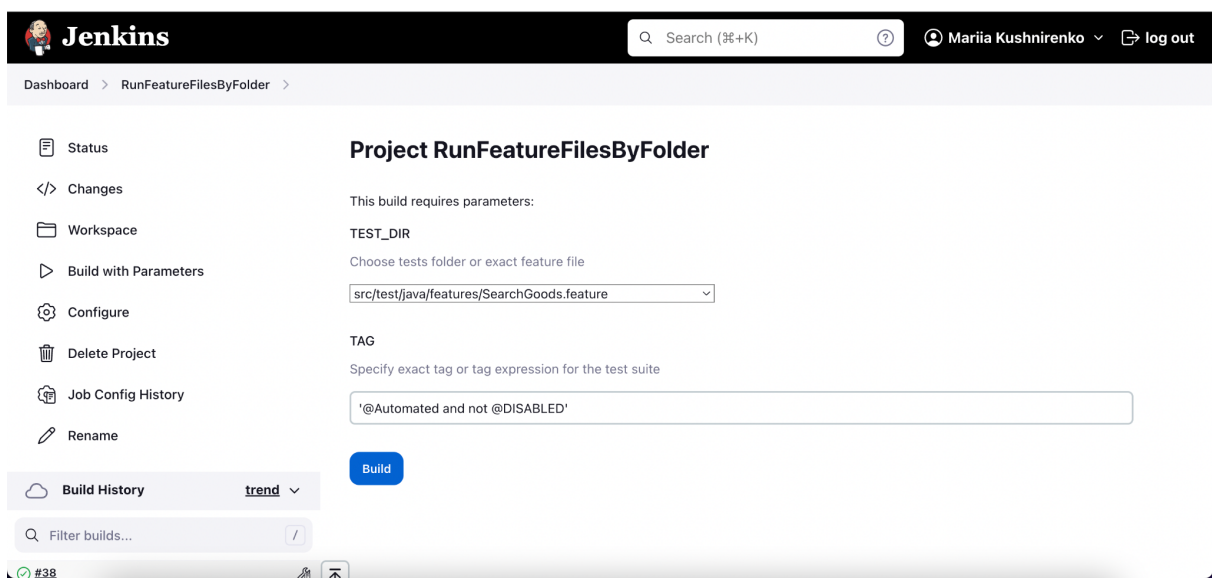 Jenkins
Search (⌘+K)
Mariia Kushnirenko
log out
Dashboard > RunFeatureFilesByFolder >
Status
Changes
Workspace
Build with Parameters
Configure
Delete Project
Job Config History
Rename
Build History
trend
Filter builds...
/
#38
Project RunFeatureFilesByFolder
This build requires parameters:
TEST_DIR
Choose tests folder or exact feature file
src/test/java/features/SearchGoods.feature
TAG
Specify exact tag or tag expression for the test suite
'@Automated and not @DISABLED'
Build